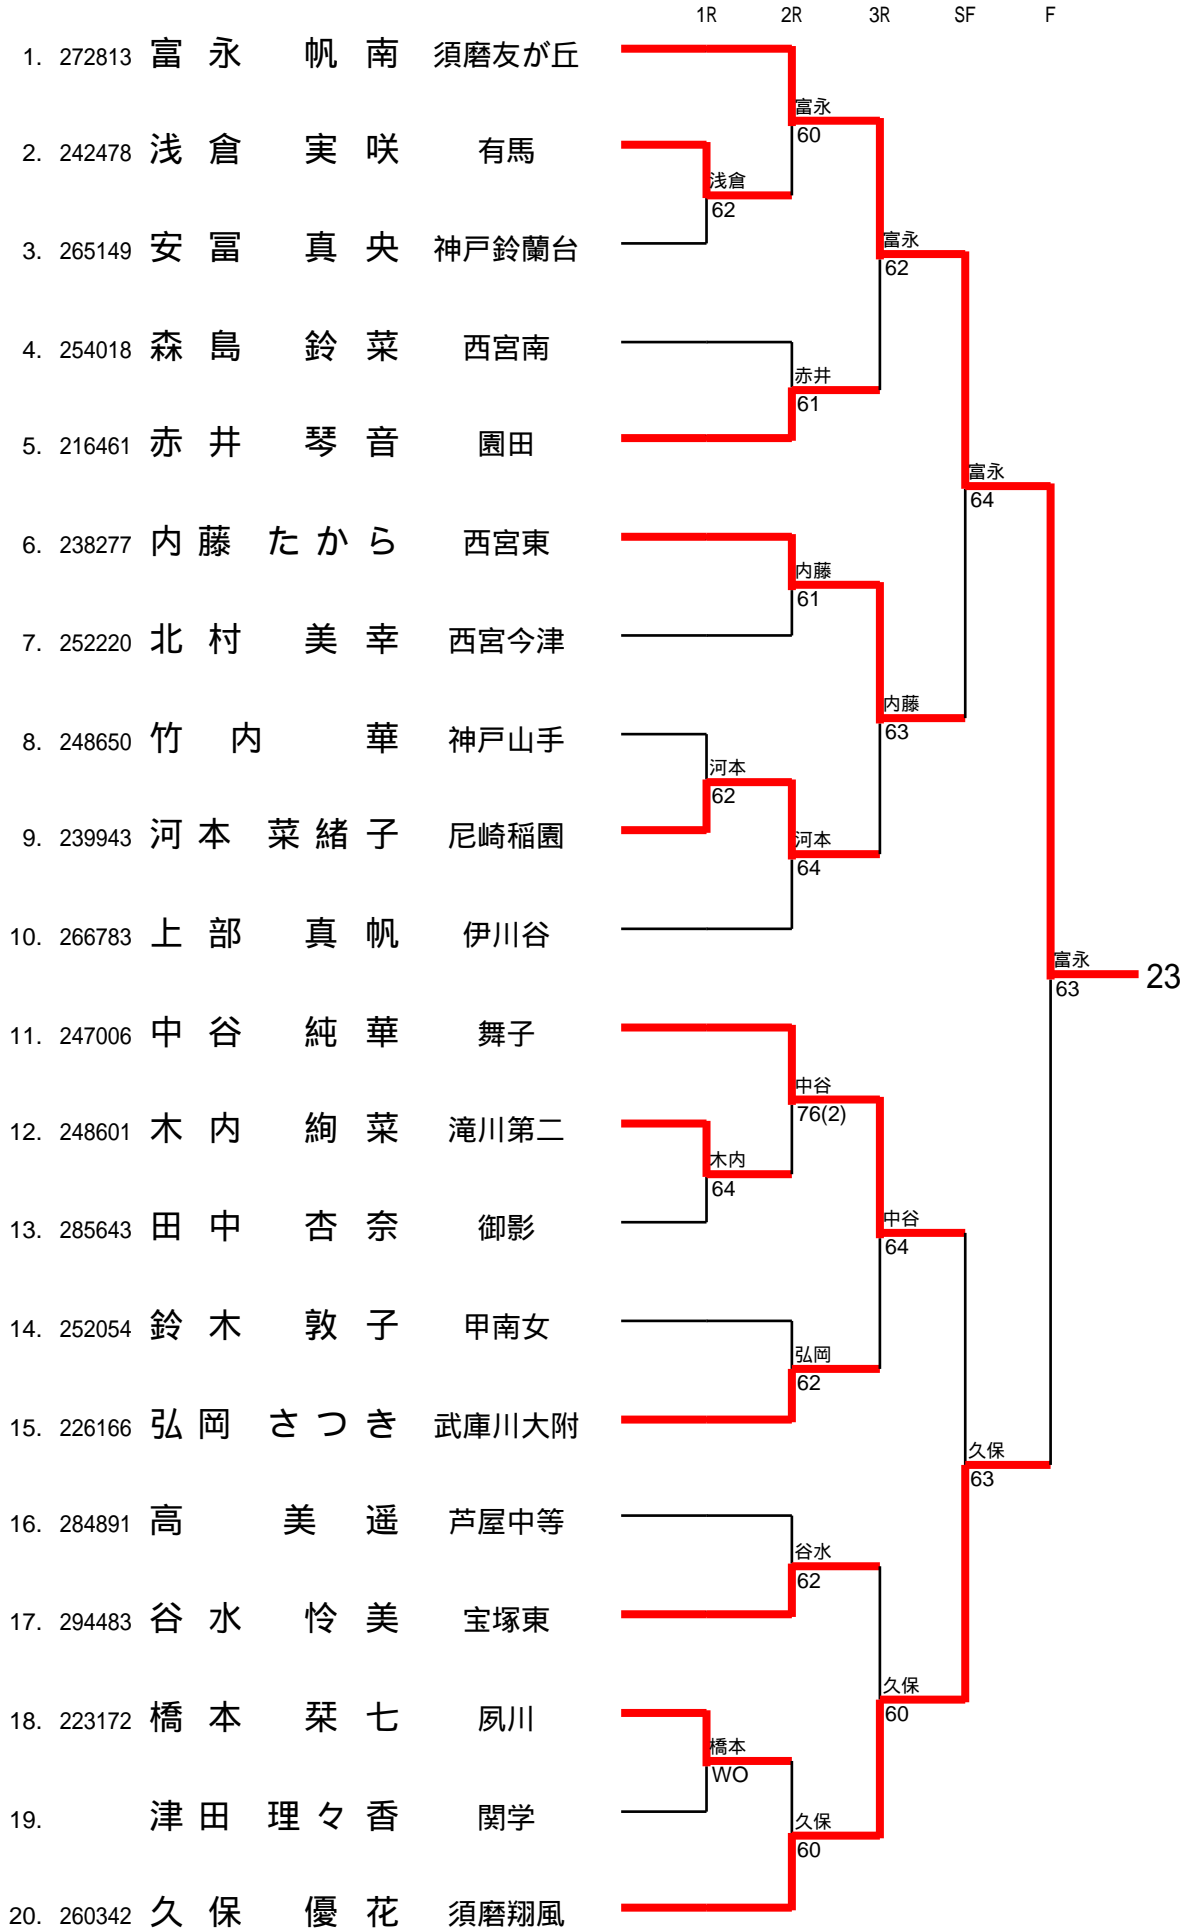 1R 2R 3R SF F
1. 272813 富永 帆南 須磨友が丘
富永
60
2. 242478 浅倉 実咲 有馬
浅倉
62
3. 265149 安冨 真央 神戸鈴蘭台
富永
62
4. 254018 森島 鈴菜 西宮南
赤井
61
5. 216461 赤井 琴音 園田
富永
64
6. 238277 内藤 たから 西宮東
内藤
61
7. 252220 北村 美幸 西宮今津
内藤
63
8. 248650 竹内 華 神戸山手
河本
62
9. 239943 河本 菜緒子 尼崎稲園
河本
64
10. 266783 上部 真帆 伊川谷
富永
63
23
11. 247006 中谷 純華 舞子
中谷
76(2)
12. 248601 木内 絢菜 滝川第二
木内
64
13. 285643 田中 杏奈 御影
中谷
64
14. 252054 鈴木 敦子 甲南女
弘岡
62
15. 226166 弘岡 さつき 武庫川大附
久保
63
16. 284891 高 美遥 芦屋中等
谷水
62
17. 294483 谷水 怜美 宝塚東
久保
60
18. 223172 橋本 栞七 夙川
橋本
WO
19. 津田 理々香 関学
久保
60
20. 260342 久保 優花 須磨翔風